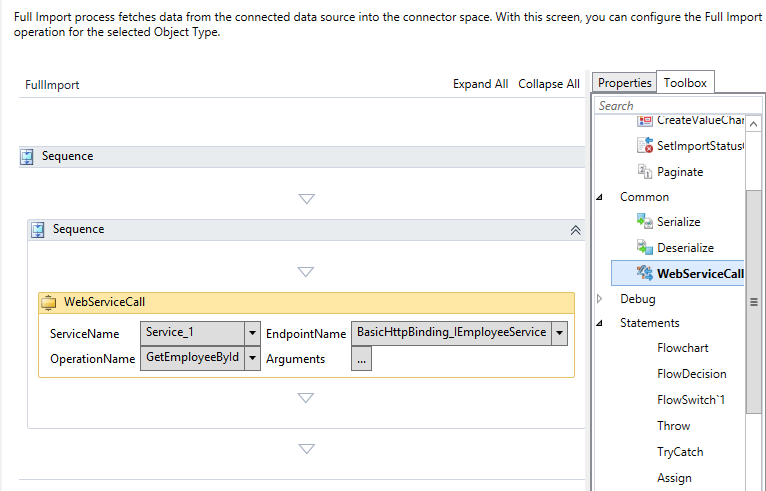 Full Import process fetches data from the connected data source into the connector space. With this screen, you can configure the Full Import
operation for the selected Object Type.
FullImport
Expand All Collapse All
Sequence
Sequence
WebServiceCall
ServiceName Service_1 EndpointName BasicHttpBinding_IEmployeeService
OperationName GetEmployeeById Arguments ...
Properties Toolbox
Search
CreateValueChan
SetImportStatus
Paginate
Common
Serialize
Deserialize
WebServiceCall
Debug
Statements
Flowchart
FlowDecision
FlowSwitch`1
Throw
TryCatch
Assign